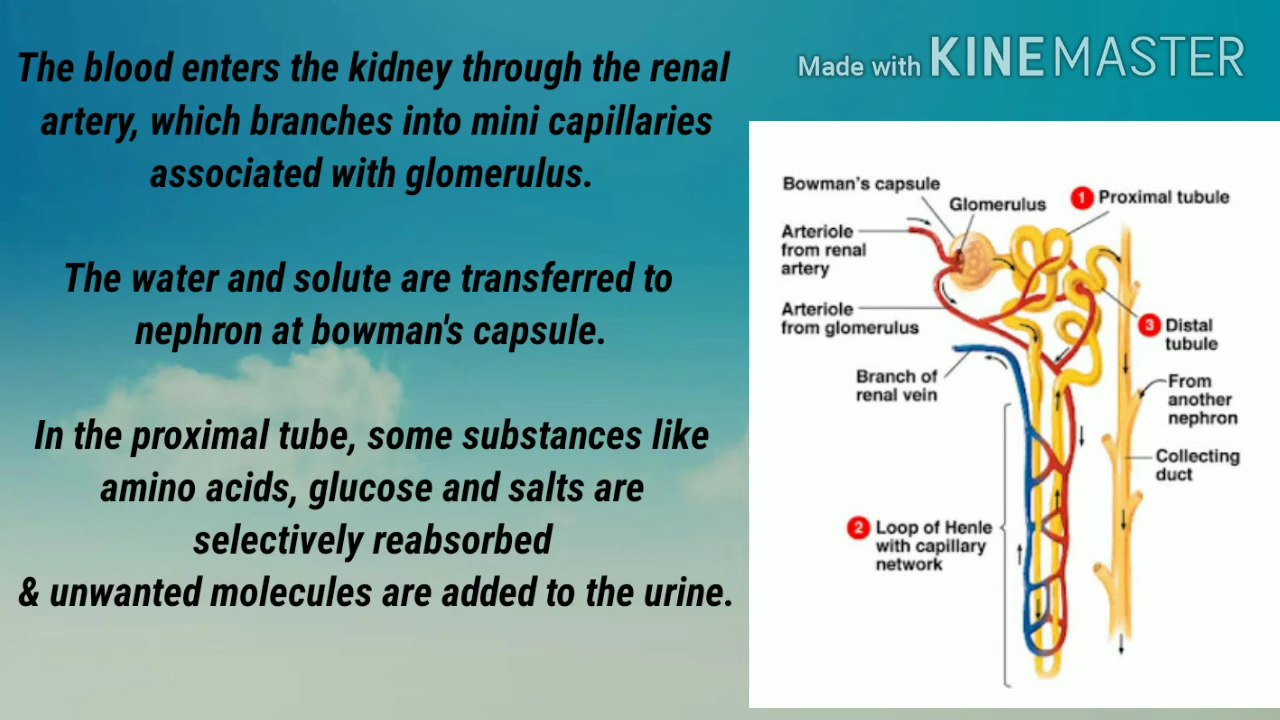 The blood enters the kidney through the renal
artery, which branches into mini capillaries
associated with glomerulus.
The water and solute are transferred to
nephron at bowman's capsule.
In the proximal tube, some substances like
amino acids, glucose and salts are
selectively reabsorbed
& unwanted molecules are added to the urine.
Made with KINEMASTER
Bowman's capsule
Glomerulus
1 Proximal tubule
Arteriole
from renal
artery
Arteriole
from glomerulus
3 Distal
tubule
Branch of
renal vein
From
another
nephron
Collecting
duct
2 Loop of Henle
with capillary
network